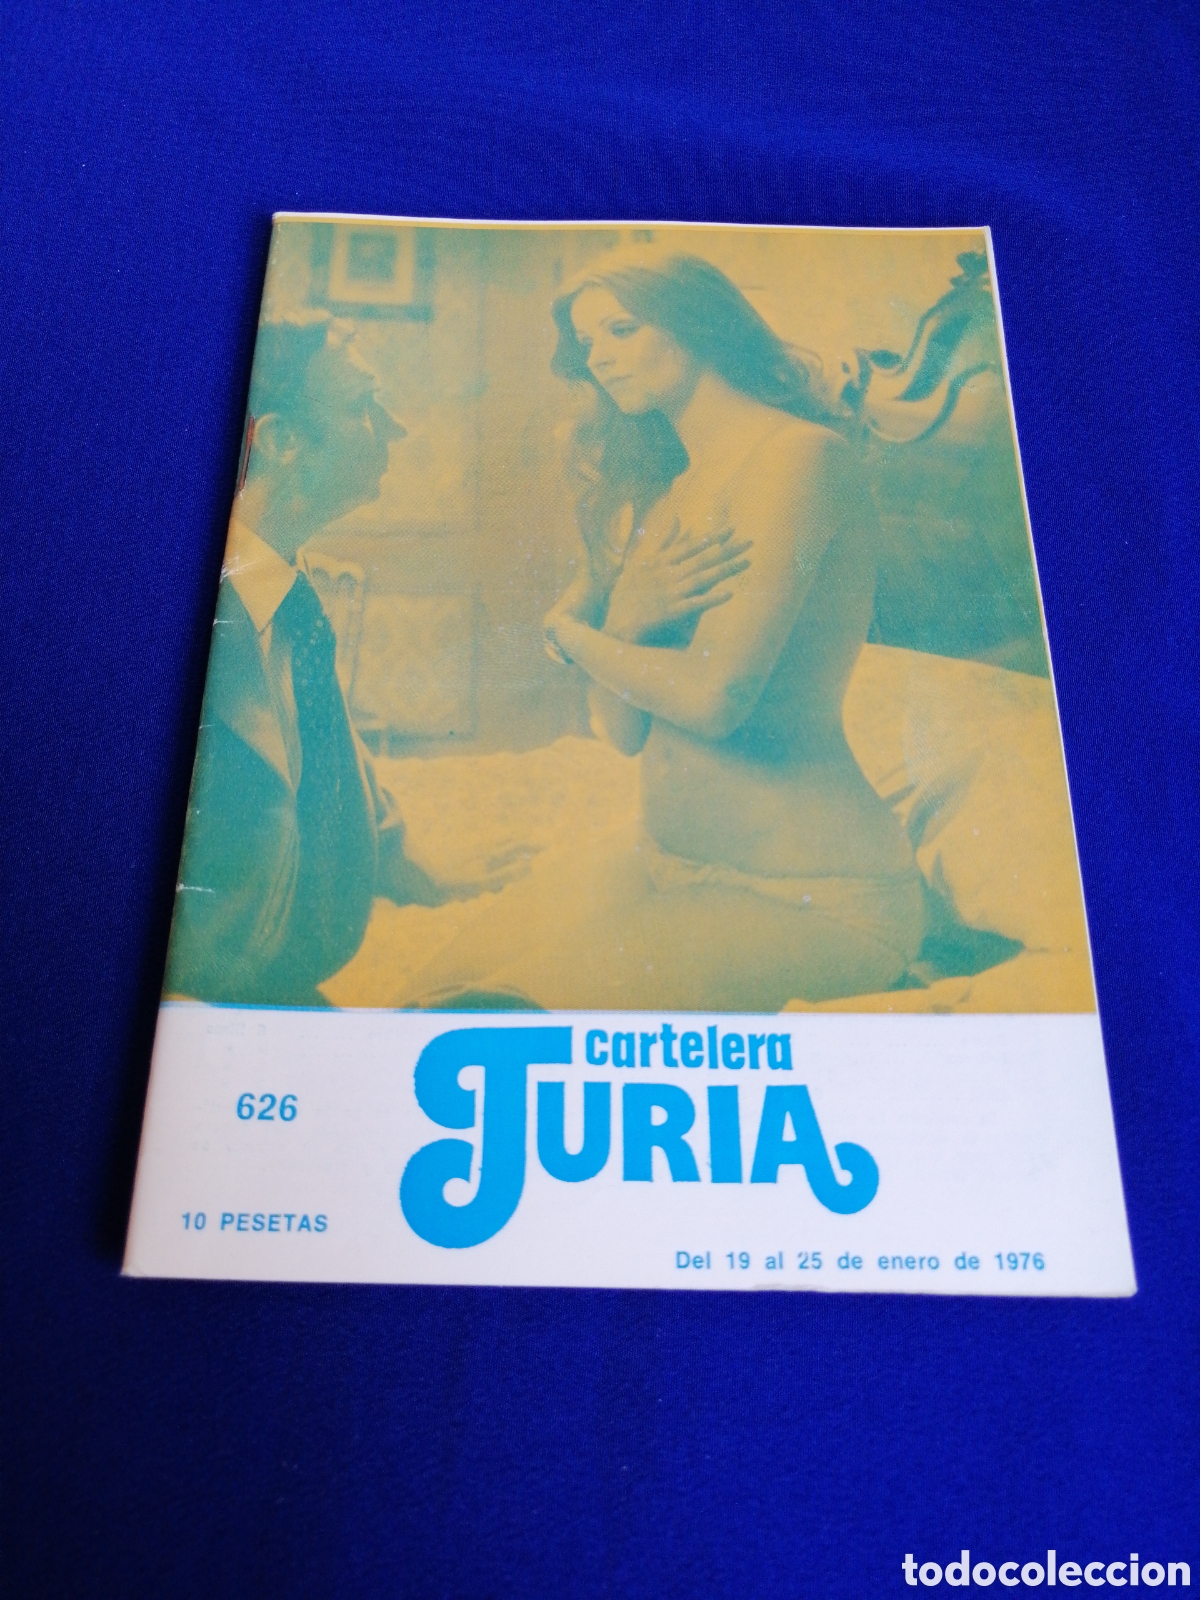 cartelera
TURIA
626
10 PESETAS
Del 19 al 25 de enero de 1976
todocoleccion